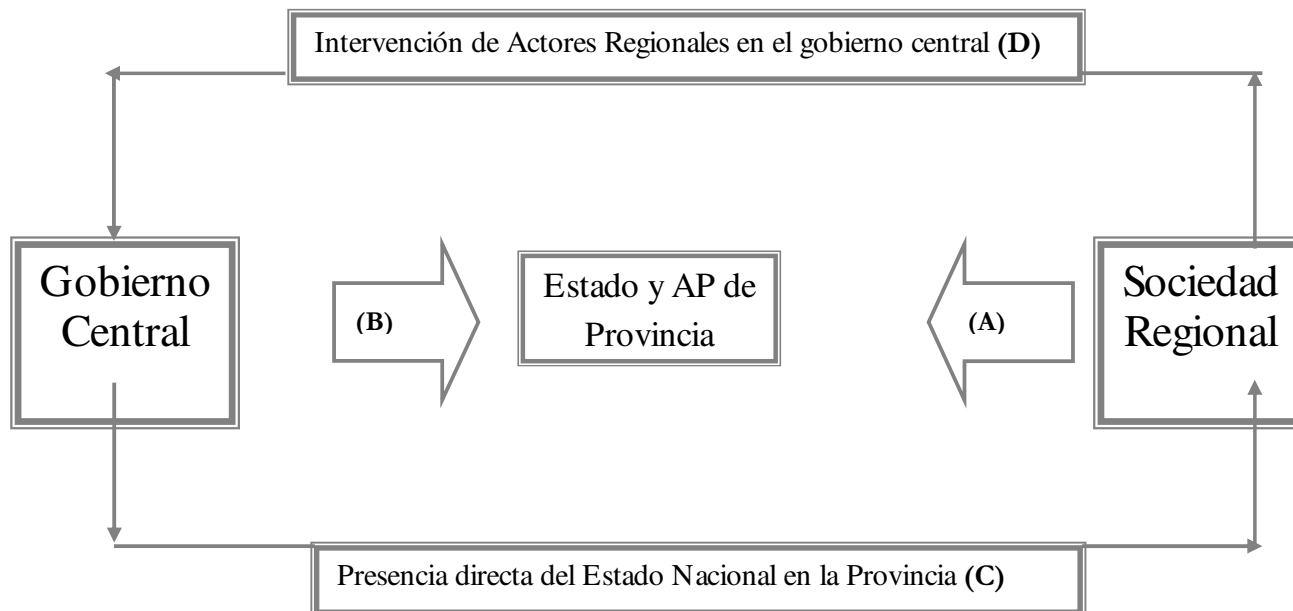 Intervención de Actores Regionales en el gobierno central (D)
Gobierno
Central
(B)
Estado y AP de
Provincia
(A)
Sociedad
Regional
Presencia directa del Estado Nacional en la Provincia (C)